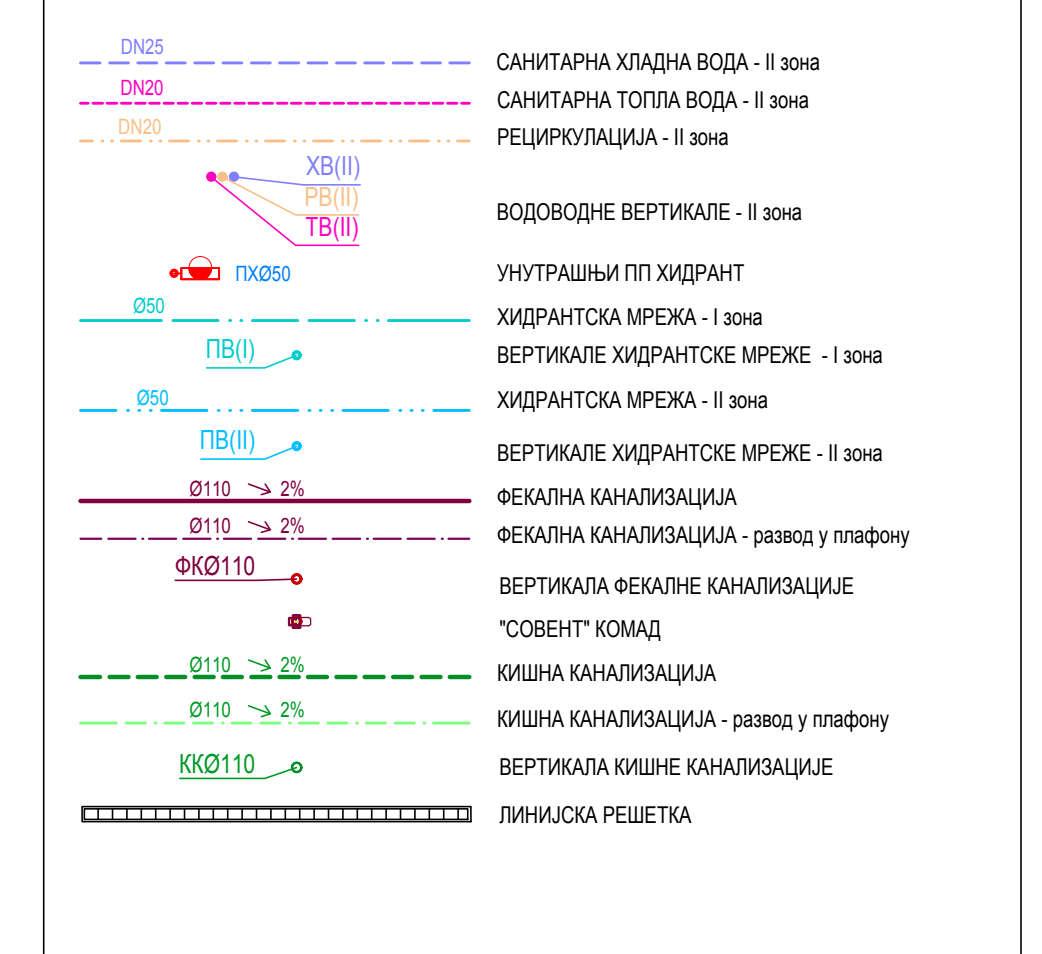 DN25
САНИТАРНА ХЛАДНА ВОДА - II зона
DN20
САНИТАРНА ТОПЛА ВОДА - II зона
DN20
РЕЦИРКУЛАЦИЈА - II зона
ХВ(II)
РВ(II)
ТВ(II)
ВОДОВОДНЕ ВЕРТИКАЛЕ - II зона
ПХØ50
УНУТРАШЊИ ПП ХИДРАНТ
Ø50
ХИДРАНТСКА МРЕЖА - I зона
ПВ(I)
ВЕРТИКАЛЕ ХИДРАНТСКЕ МРЕЖЕ - I зона
Ø50
ХИДРАНТСКА МРЕЖА - II зона
ПВ(II)
ВЕРТИКАЛЕ ХИДРАНТСКЕ МРЕЖЕ - II зона
Ø110 ↘ 2%
ФЕКАЛНА КАНАЛИЗАЦИЈА
Ø110 ↘ 2%
ФЕКАЛНА КАНАЛИЗАЦИЈА - развод у плафону
ФКØ110
ВЕРТИКАЛА ФЕКАЛНЕ КАНАЛИЗАЦИЈЕ
"СОВЕНТ" КОМАД
Ø110 ↘ 2%
КИШНА КАНАЛИЗАЦИЈА
Ø110 ↘ 2%
КИШНА КАНАЛИЗАЦИЈА - развод у плафону
ККØ110
ВЕРТИКАЛА КИШНЕ КАНАЛИЗАЦИЈЕ
ЛИНИЈСКА РЕШЕТКА